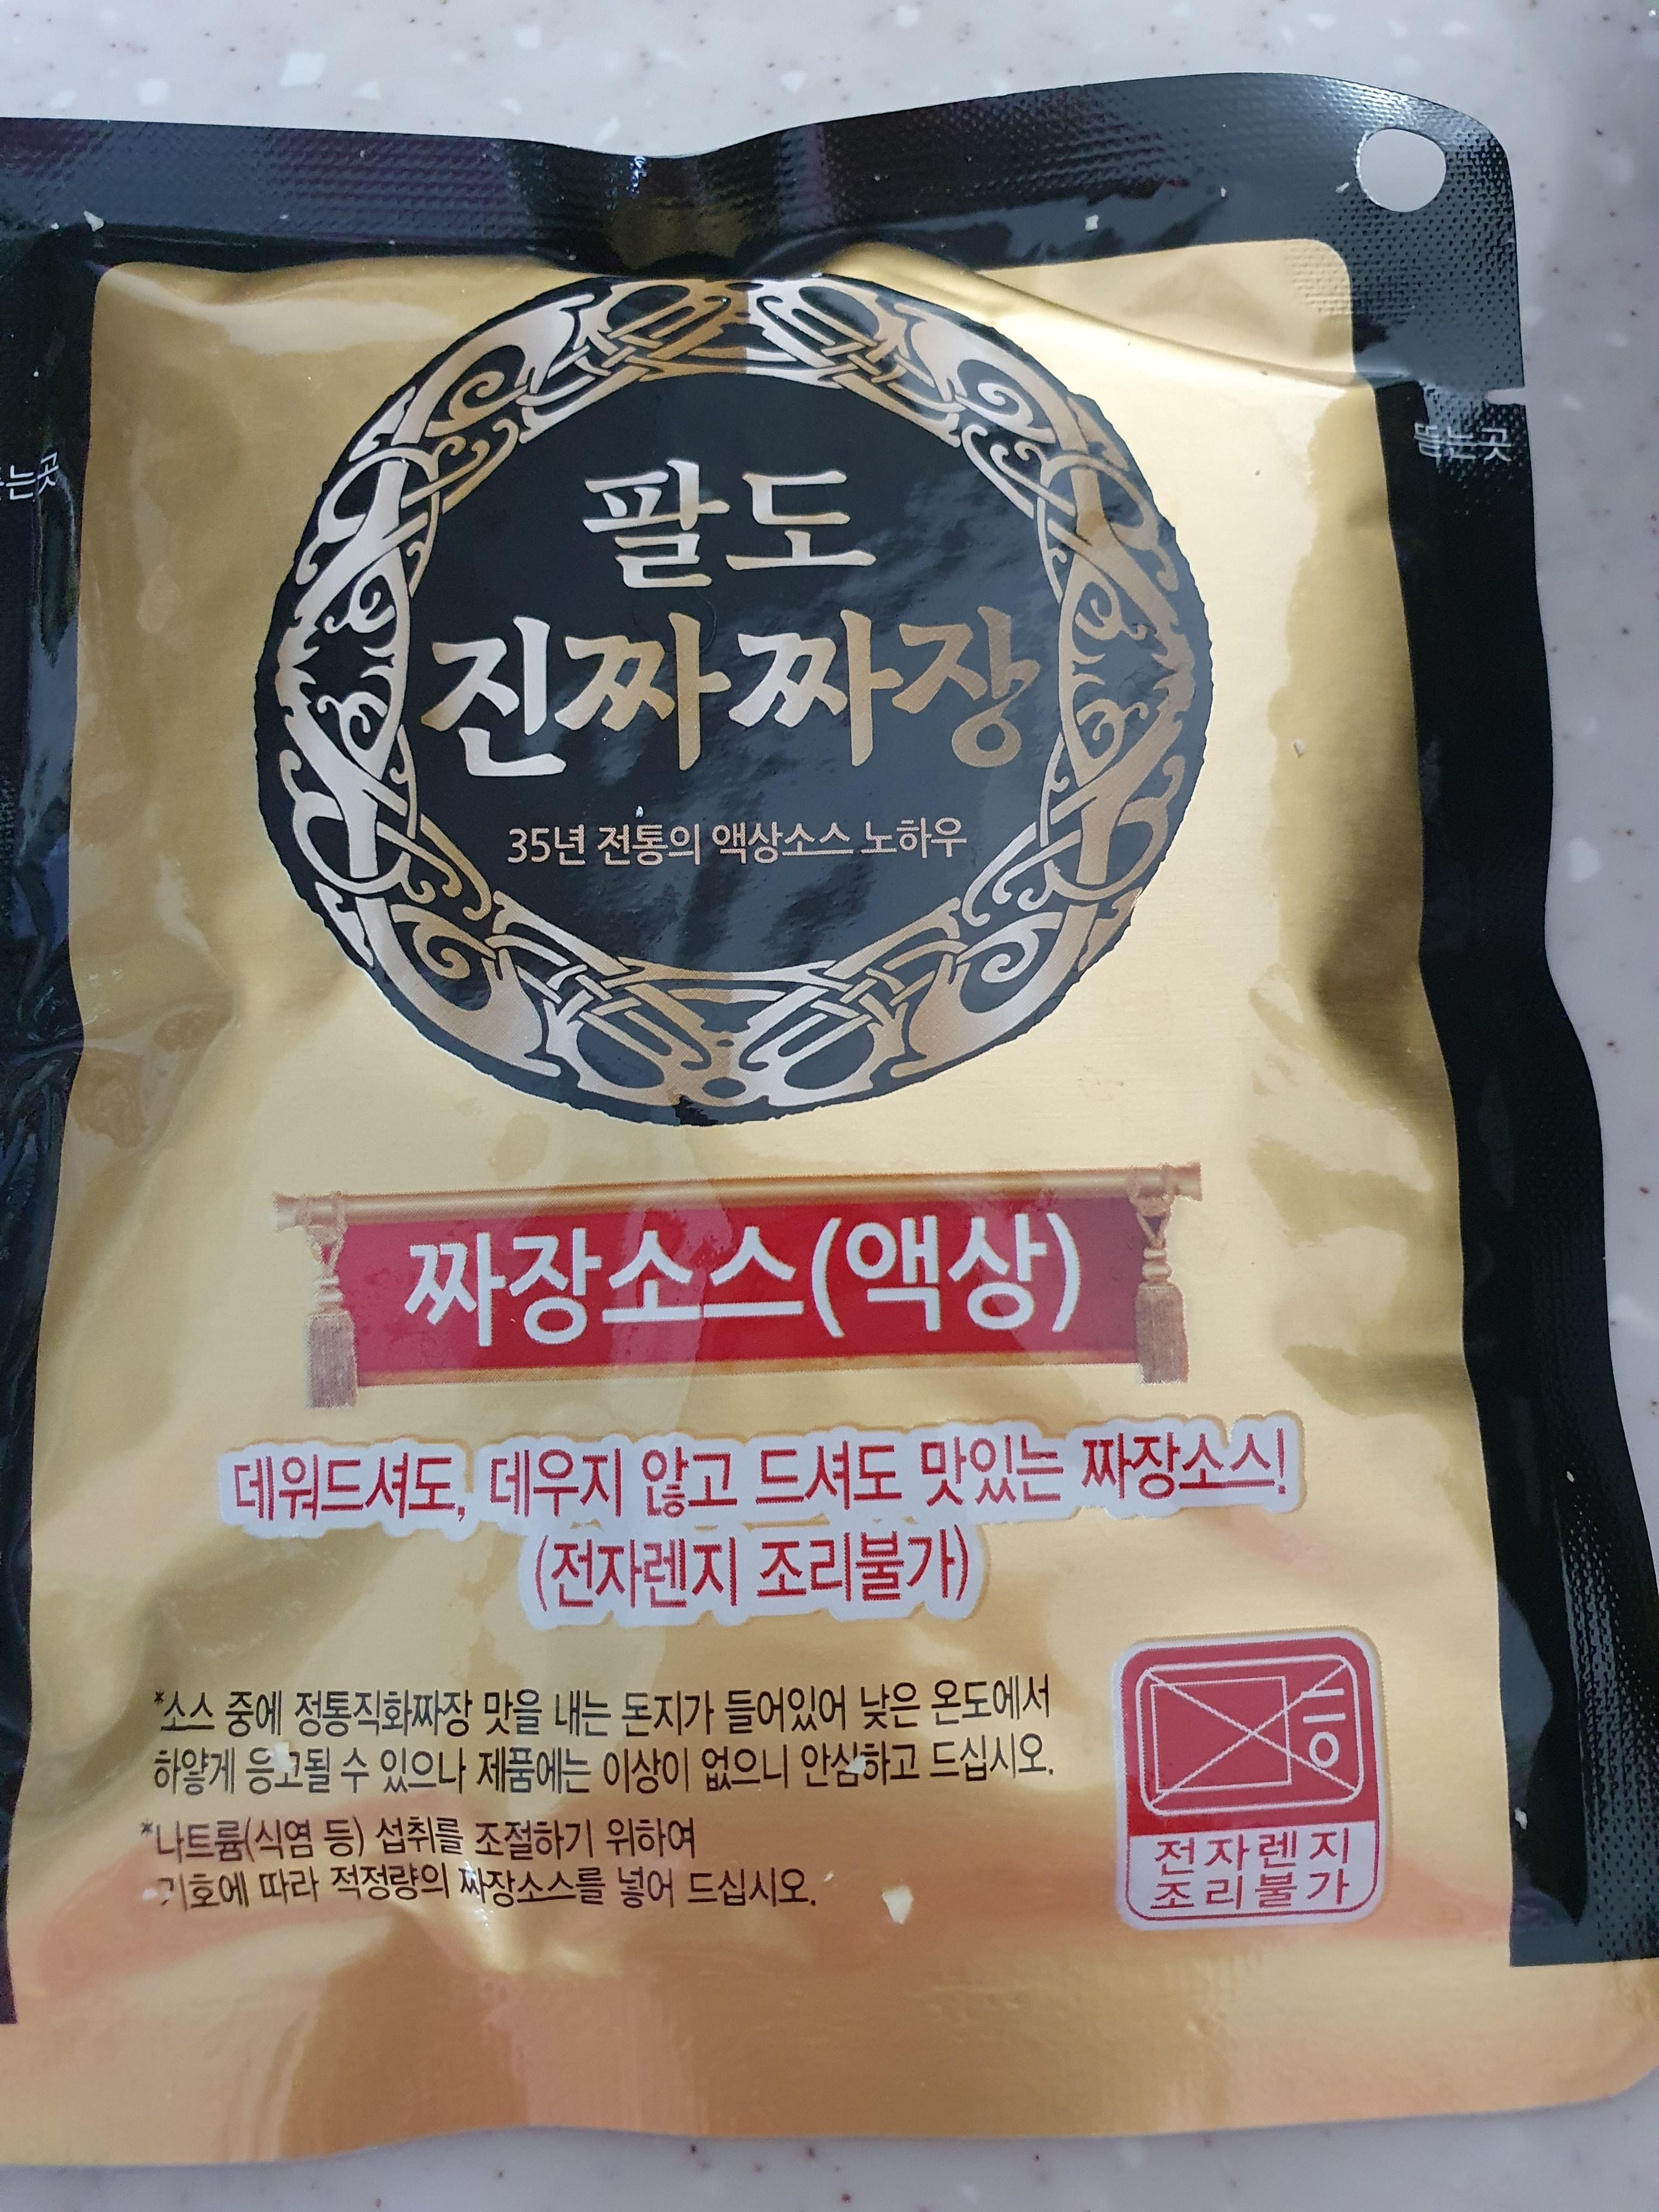 뜯는곳
팔도
진짜짜장
35년 전통의 액상소스 노하우
짜장소스(액상)
데워드셔도, 데우지 않고 드셔도 맛있는 짜장소스!
(전자렌지 조리불가)
*소스 중에 정통직화짜장 맛을 내는 돈지가 들어있어 낮은 온도에서
하얗게 응고될 수 있으나 제품에는 이상이 없으니 안심하고 드십시오.
*나트륨(식염 등) 섭취를 조절하기 위하여
기호에 따라 적정량의 짜장소스를 넣어 드십시오.
전자렌지
조리불가